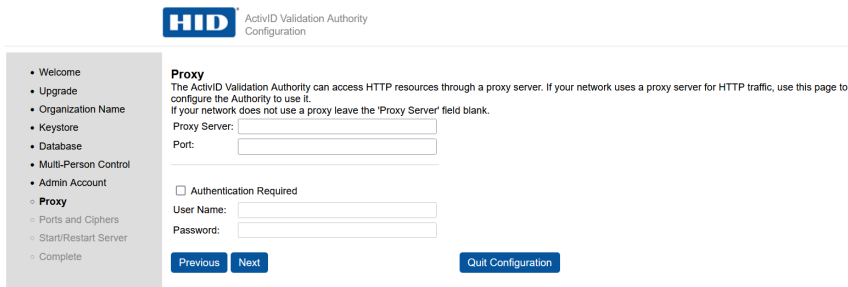 HID
ActivID Validation Authority
Configuration
Welcome
Upgrade
Organization Name
Keystore
Database
Multi-Person Control
Admin Account
Proxy
Ports and Ciphers
Start/Restart Server
Complete
Proxy
The ActivID Validation Authority can access HTTP resources through a proxy server. If your network uses a proxy server for HTTP traffic, use this page to
configure the Authority to use it.
If your network does not use a proxy leave the 'Proxy Server' field blank.
Proxy Server:
Port:
Authentication Required
User Name:
Password:
Previous Next Quit Configuration